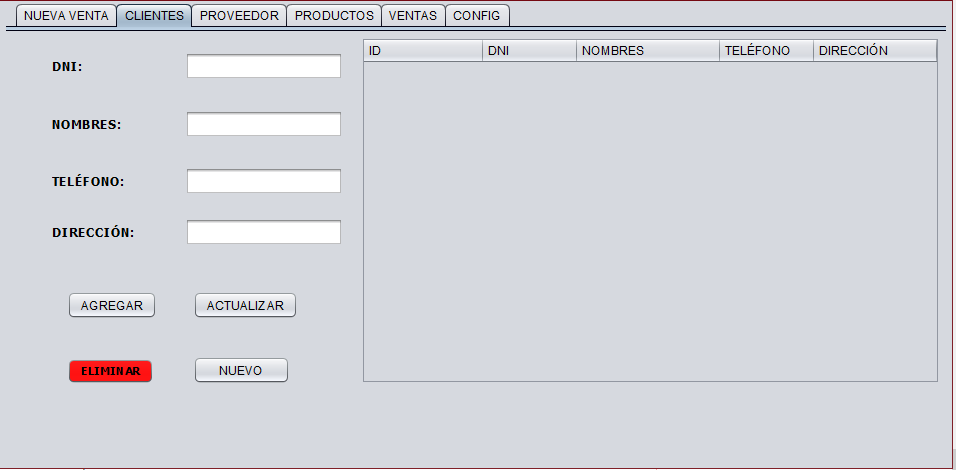 NUEVA VENTA CLIENTES PROVEEDOR PRODUCTOS VENTAS CONFIG
ID DNI NOMBRES TELÉFONO DIRECCIÓN
DNI:
NOMBRES:
TELÉFONO:
DIRECCIÓN:
AGREGAR ACTUALIZAR
ELIMINAR NUEVO